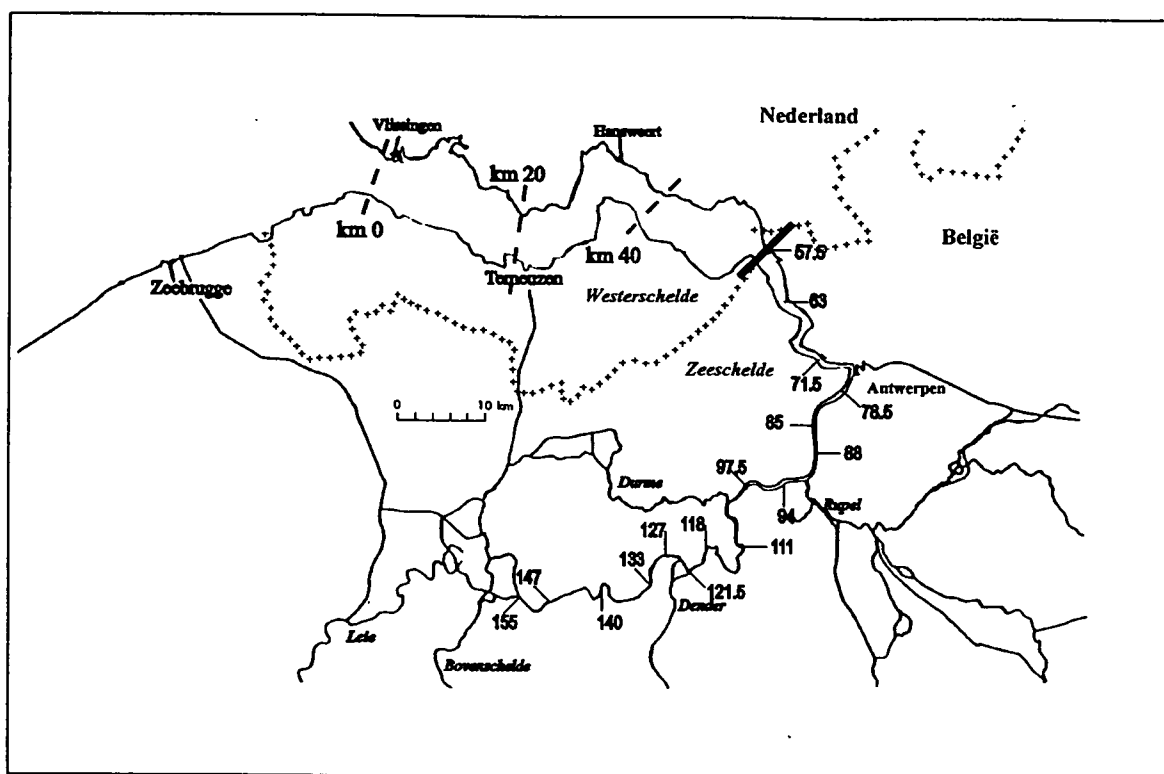 Nederland
Vlissingen
Hansweert
km 20
België
km 0
km 40
57.5
Terneuzen
Zeebrugge
Westerschelde
63
Zeeschelde
71.5
Antwerpen
78.5
0 10 km
85
88
97.5
Durme
94
Rupel
118
127
111
133
147
121.5
155
140
Dender
Leie
Bovenschelde